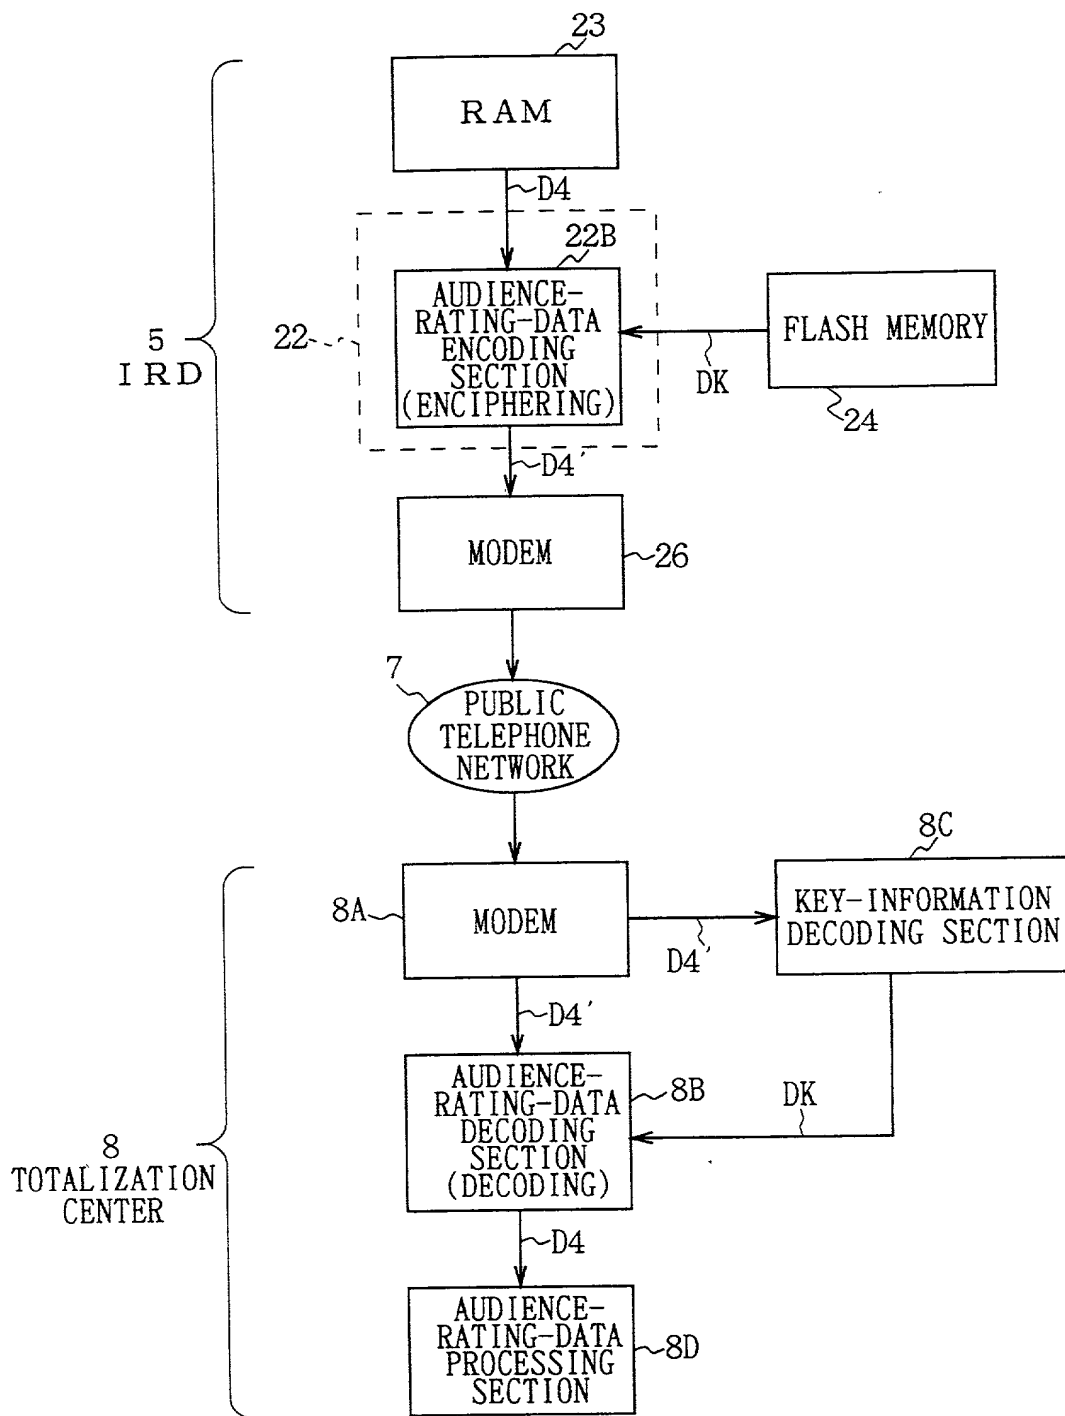 23
RAM
D4
22B
AUDIENCE-
RATING-DATA
ENCODING
SECTION
(ENCIPHERING)
22
FLASH MEMORY
DK
24
5
IRD
D4'
MODEM
26
7
PUBLIC
TELEPHONE
NETWORK
8C
8A
MODEM
KEY-INFORMATION
DECODING SECTION
D4'
D4'
AUDIENCE-
RATING-DATA
DECODING
SECTION
(DECODING)
8B
DK
8
TOTALIZATION
CENTER
D4
AUDIENCE-
RATING-DATA
PROCESSING
SECTION
8D